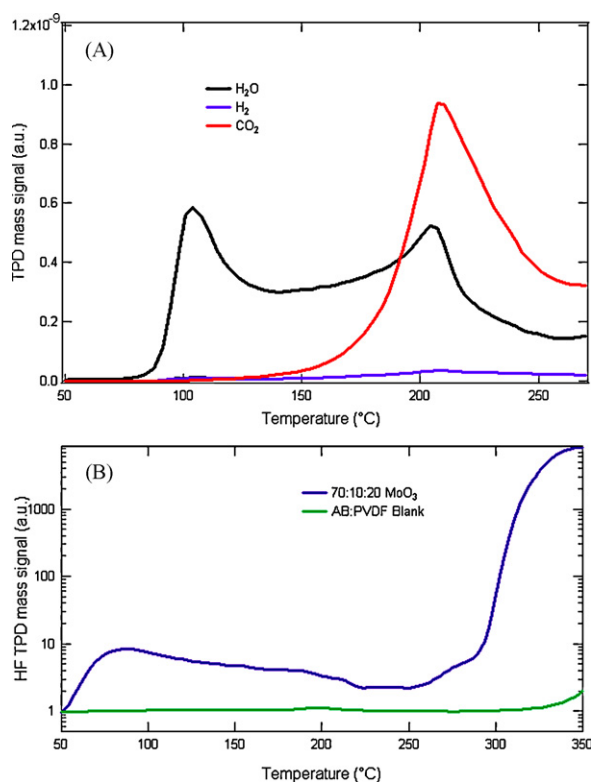 1.2x10⁻⁹
(A)
H₂O
H₂
CO₂
1.0
0.8
0.6
0.4
0.2
0.0
TPD mass signal (a.u.)
50
100
150
200
250
Temperature (°C)
(B)
70:10:20 MoO₃
AB:PVDF Blank
1000
100
10
1
HF TPD mass signal (a.u.)
50
100
150
200
250
300
350
Temperature (°C)